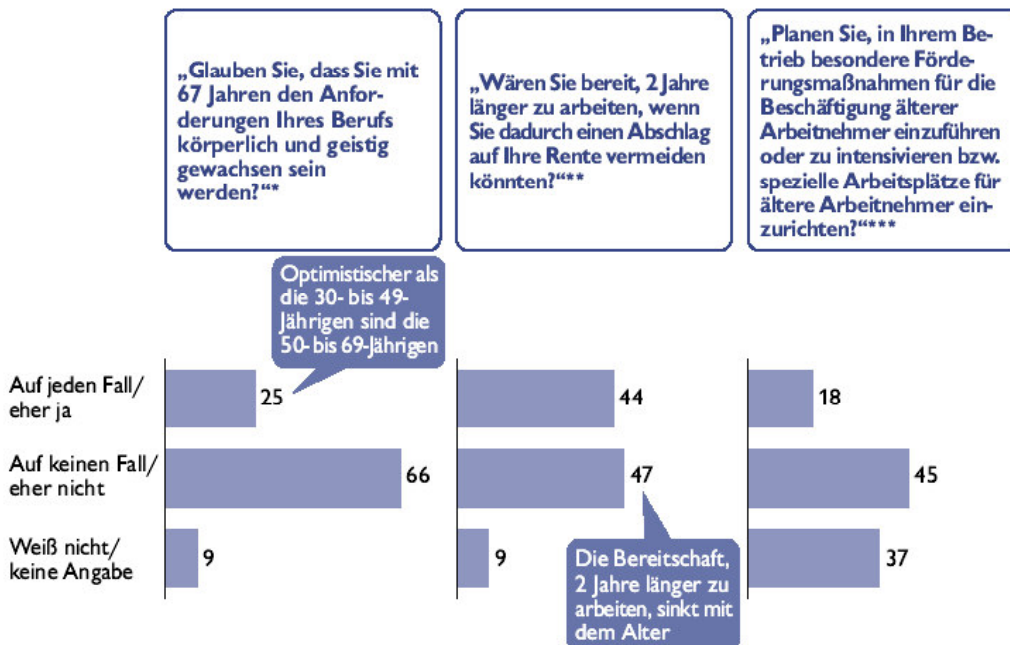 „Glauben Sie, dass Sie mit
67 Jahren den Anfor-
derungen Ihres Berufs
körperlich und geistig
gewachsen sein
werden?“*
„Wären Sie bereit, 2 Jahre
länger zu arbeiten, wenn
Sie dadurch einen Abschlag
auf Ihre Rente vermeiden
könnten?“**
„Planen Sie, in Ihrem Be-
trieb besondere Förde-
rungsmaßnahmen für die
Beschäftigung älterer
Arbeitnehmer einzuführen
oder zu intensivieren bzw.
spezielle Arbeitsplätze für
ältere Arbeitnehmer ein-
zurichten?“***
Optimistischer als
die 30- bis 49-
Jährigen sind die
50- bis 69-Jährigen
Auf jeden Fall/
eher ja
25
44
18
Auf keinen Fall/
eher nicht
66
47
45
Weiß nicht/
keine Angabe
9
9
37
Die Bereitschaft,
2 Jahre länger zu
arbeiten, sinkt mit
dem Alter